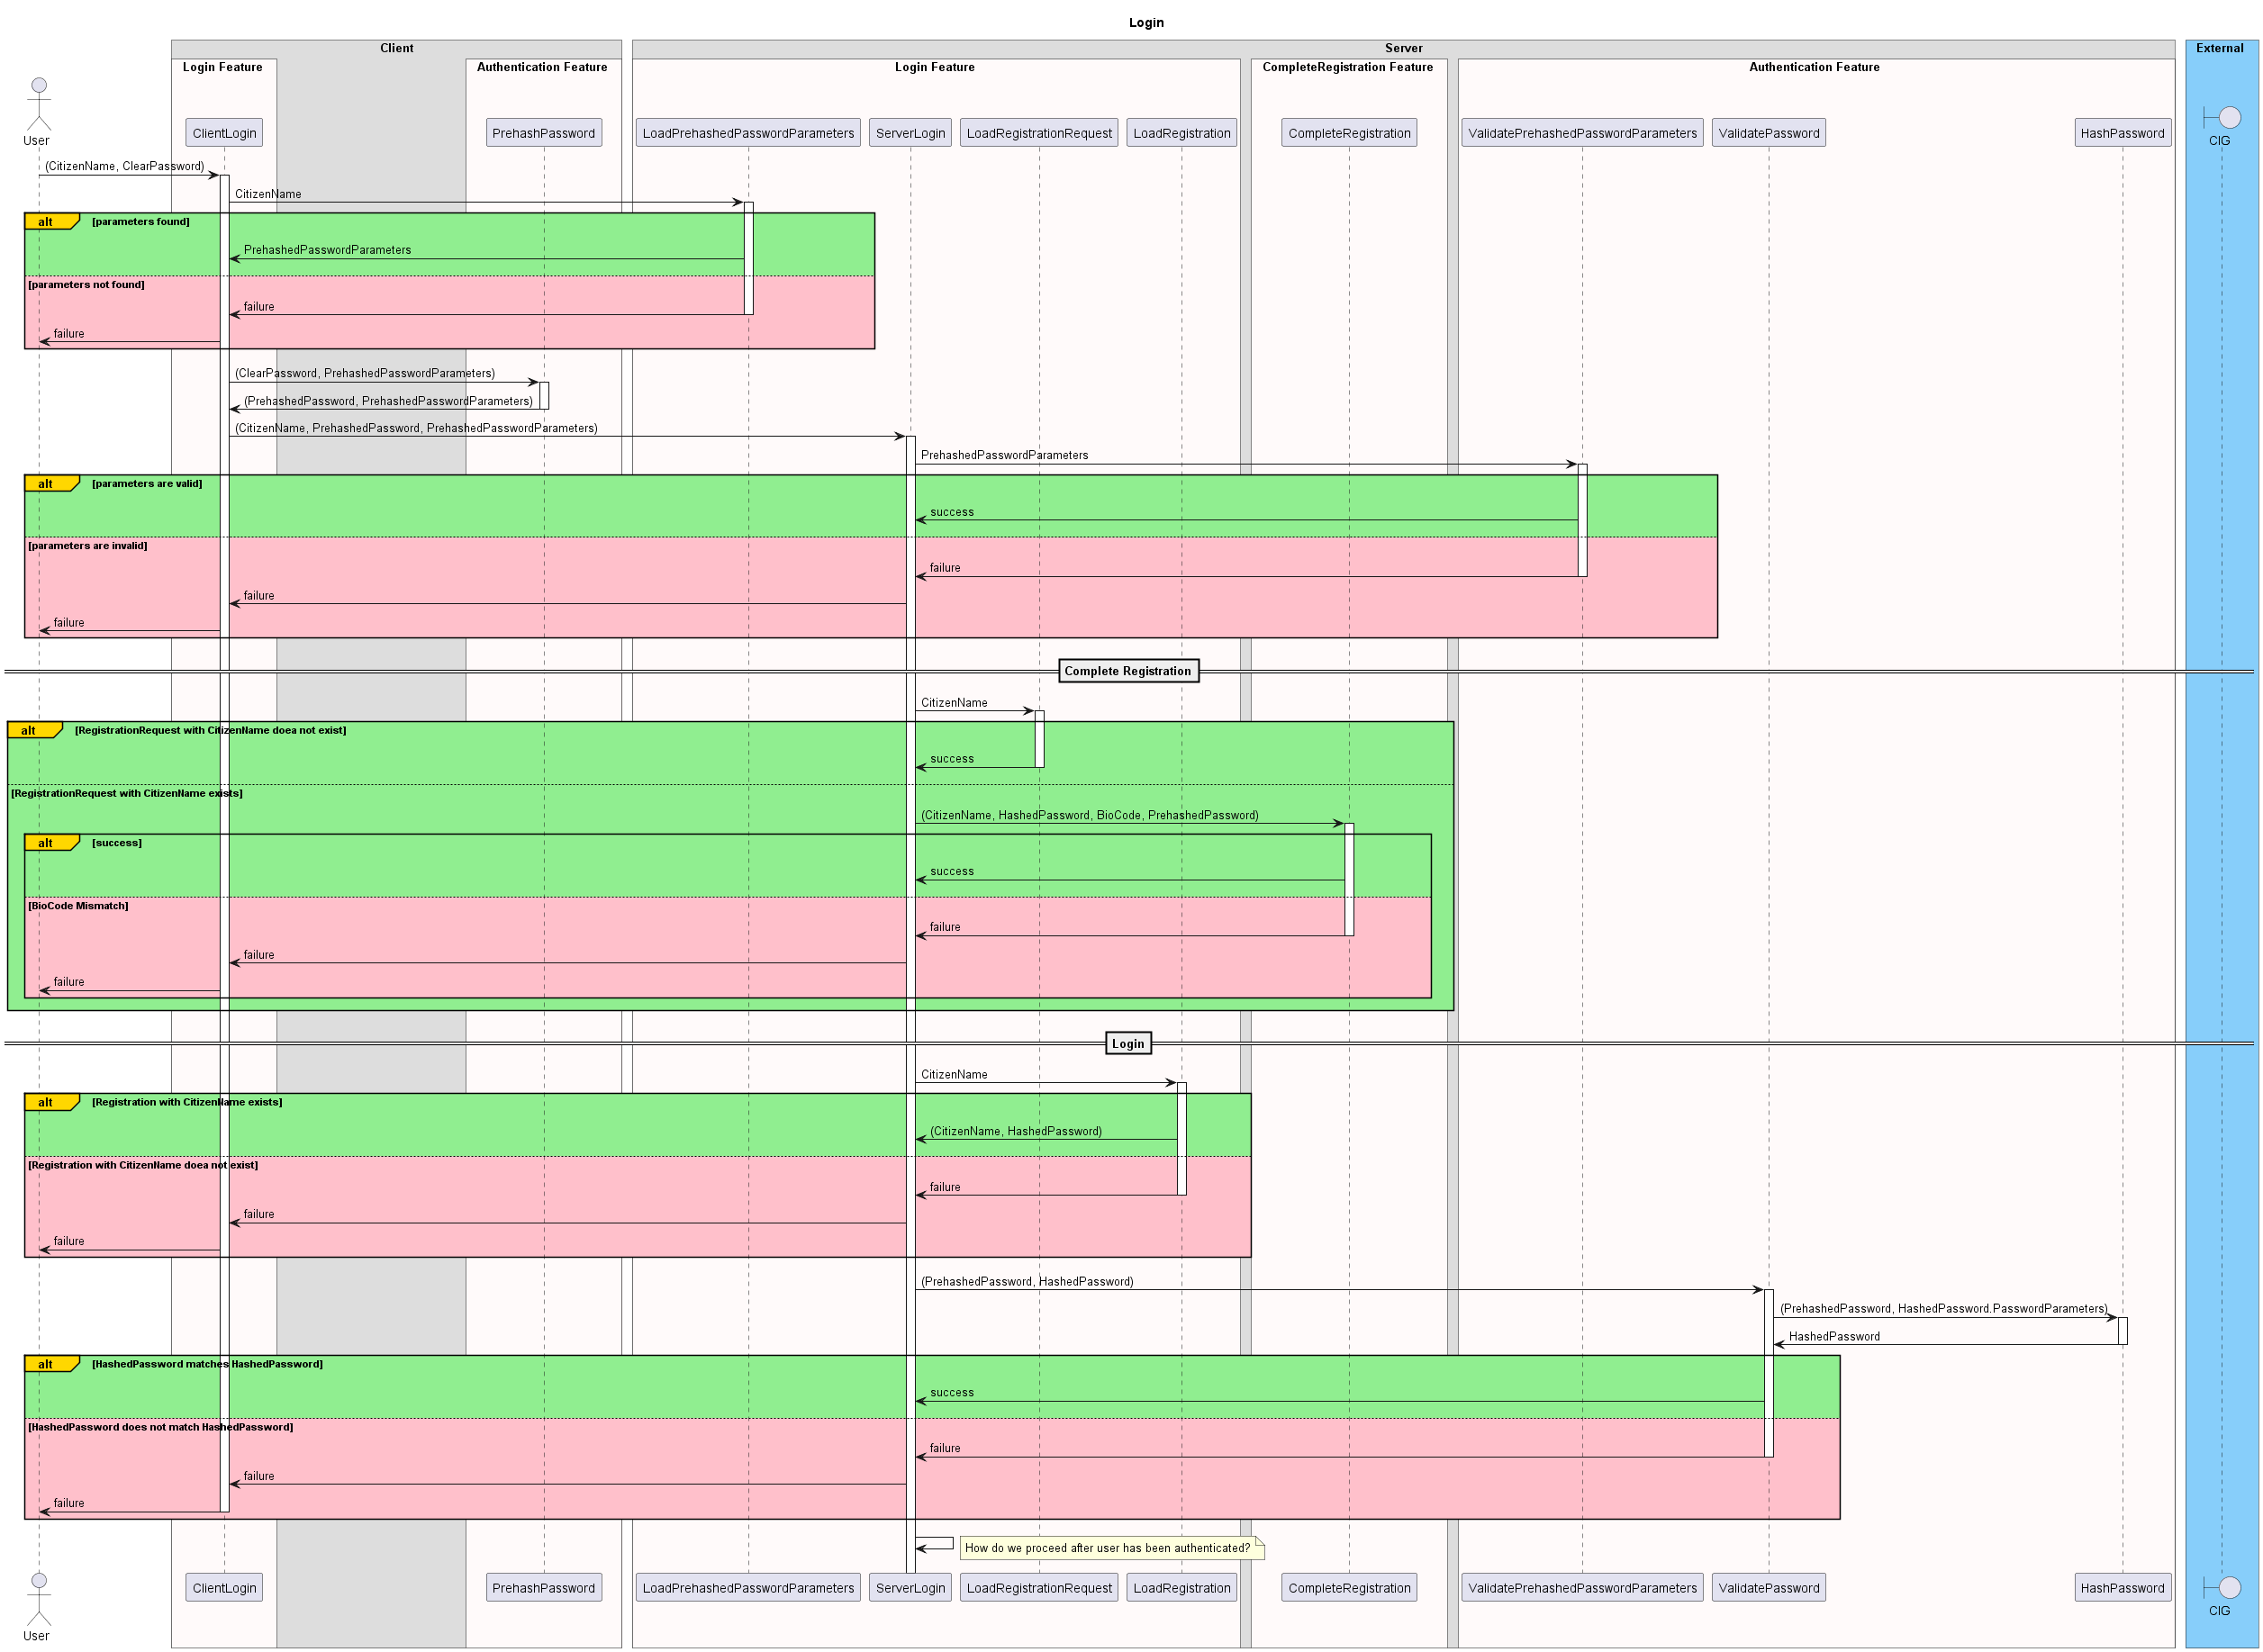 Login
Client
Server
External
Login Feature
Authentication Feature
Login Feature
CompleteRegistration Feature
Authentication Feature
User
ClientLogin
PrehashPassword
LoadPrehashedPasswordParameters
ServerLogin
LoadRegistrationRequest
LoadRegistration
CompleteRegistration
ValidatePrehashedPasswordParameters
ValidatePassword
HashPassword
CIG
(CitizenName, ClearPassword)
CitizenName
alt [parameters found]
PrehashedPasswordParameters
[parameters not found]
failure
failure
(ClearPassword, PrehashedPasswordParameters)
(PrehashedPassword, PrehashedPasswordParameters)
(CitizenName, PrehashedPassword, PrehashedPasswordParameters)
PrehashedPasswordParameters
alt [parameters are valid]
success
[parameters are invalid]
failure
failure
failure
Complete Registration
CitizenName
alt [RegistrationRequest with CitizenName doea not exist]
success
[RegistrationRequest with CitizenName exists]
(CitizenName, HashedPassword, BioCode, PrehashedPassword)
alt [success]
success
[BioCode Mismatch]
failure
failure
failure
Login
CitizenName
alt [Registration with CitizenName exists]
(CitizenName, HashedPassword)
[Registration with CitizenName doea not exist]
failure
failure
failure
(PrehashedPassword, HashedPassword)
(PrehashedPassword, HashedPassword.PasswordParameters)
HashedPassword
alt [HashedPassword matches HashedPassword]
success
[HashedPassword does not match HashedPassword]
failure
failure
failure
How do we proceed after user has been authenticated?
User
ClientLogin
PrehashPassword
LoadPrehashedPasswordParameters
ServerLogin
LoadRegistrationRequest
LoadRegistration
CompleteRegistration
ValidatePrehashedPasswordParameters
ValidatePassword
HashPassword
CIG